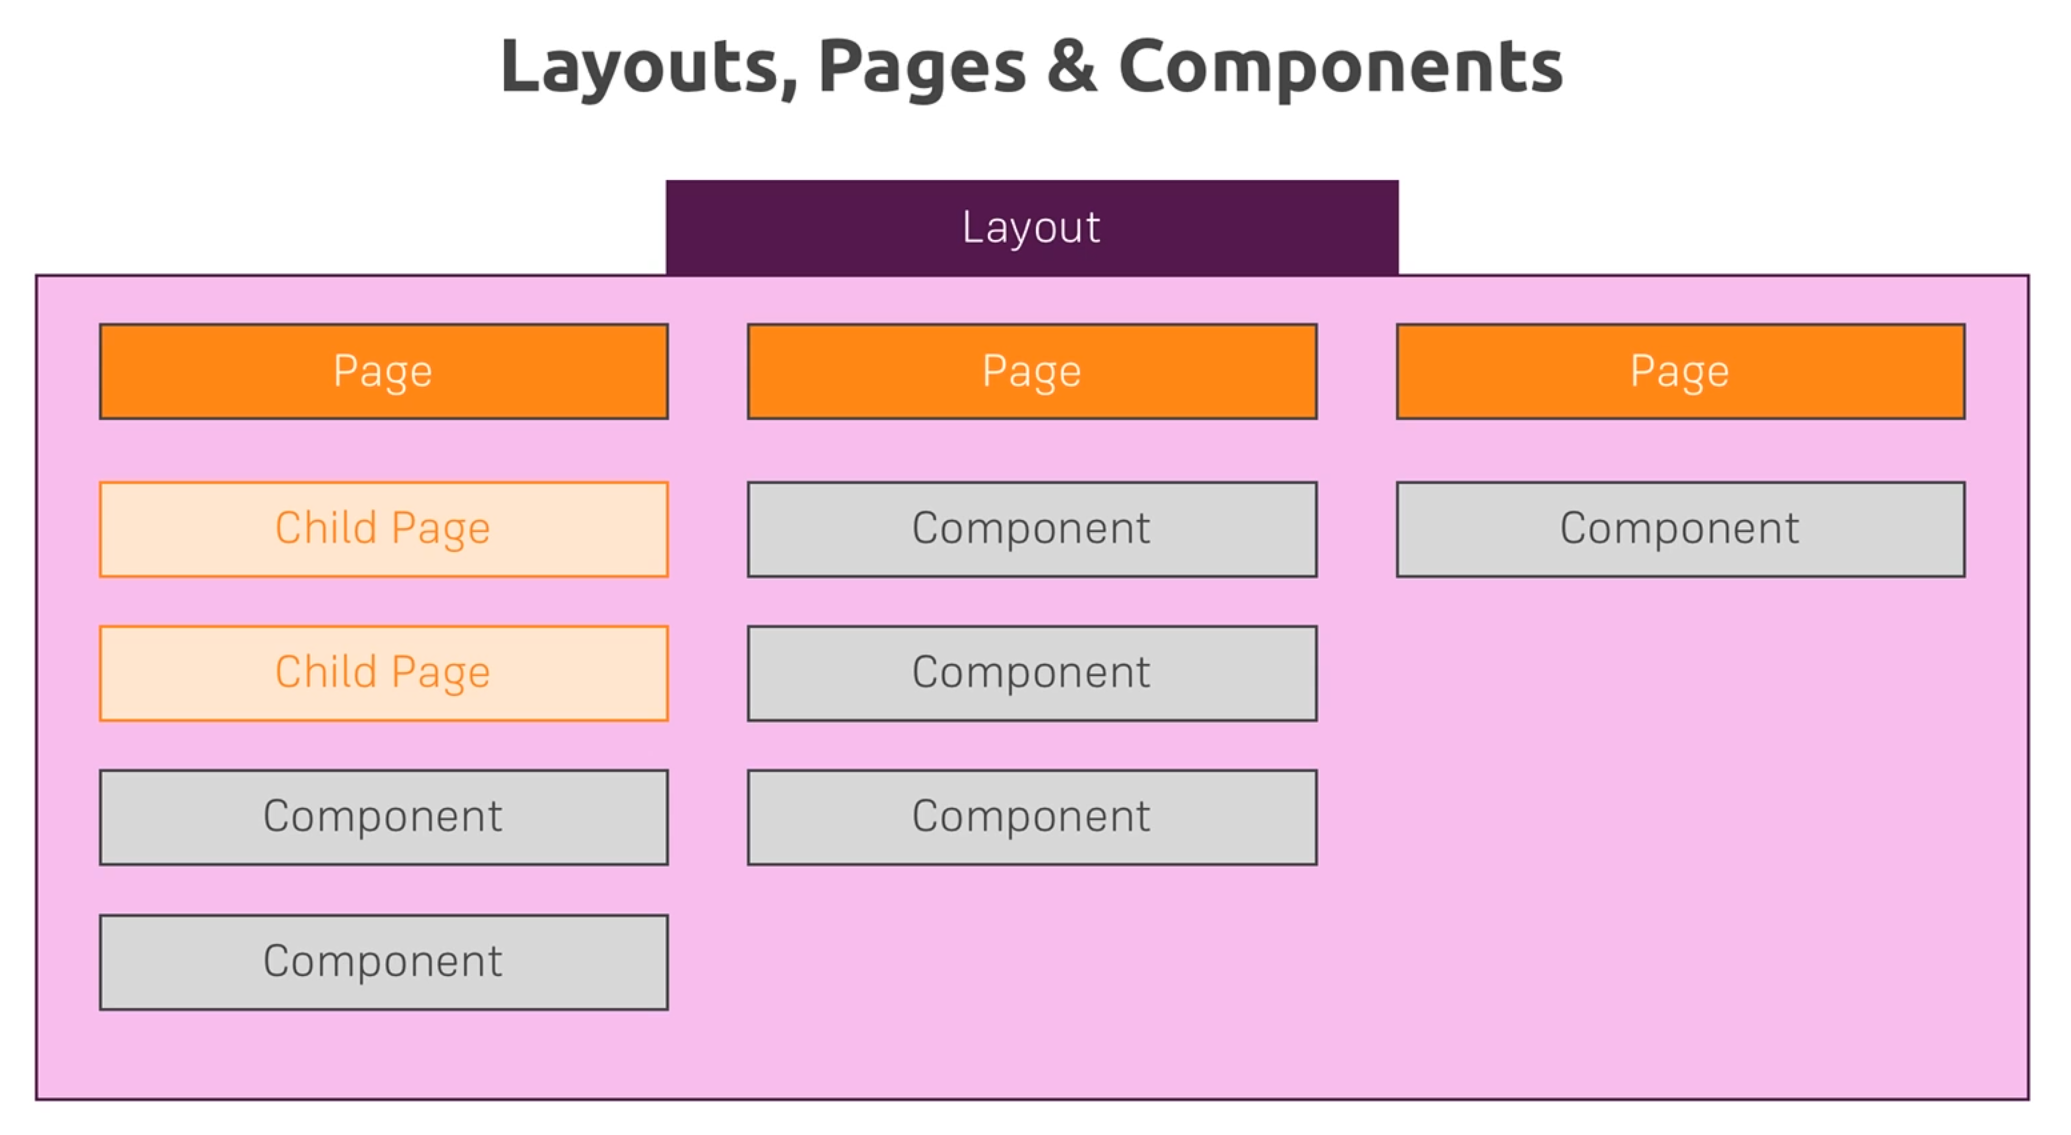 Layouts, Pages & Components
Layout
Page
Page
Page
Child Page
Component
Component
Child Page
Component
Component
Component
Component